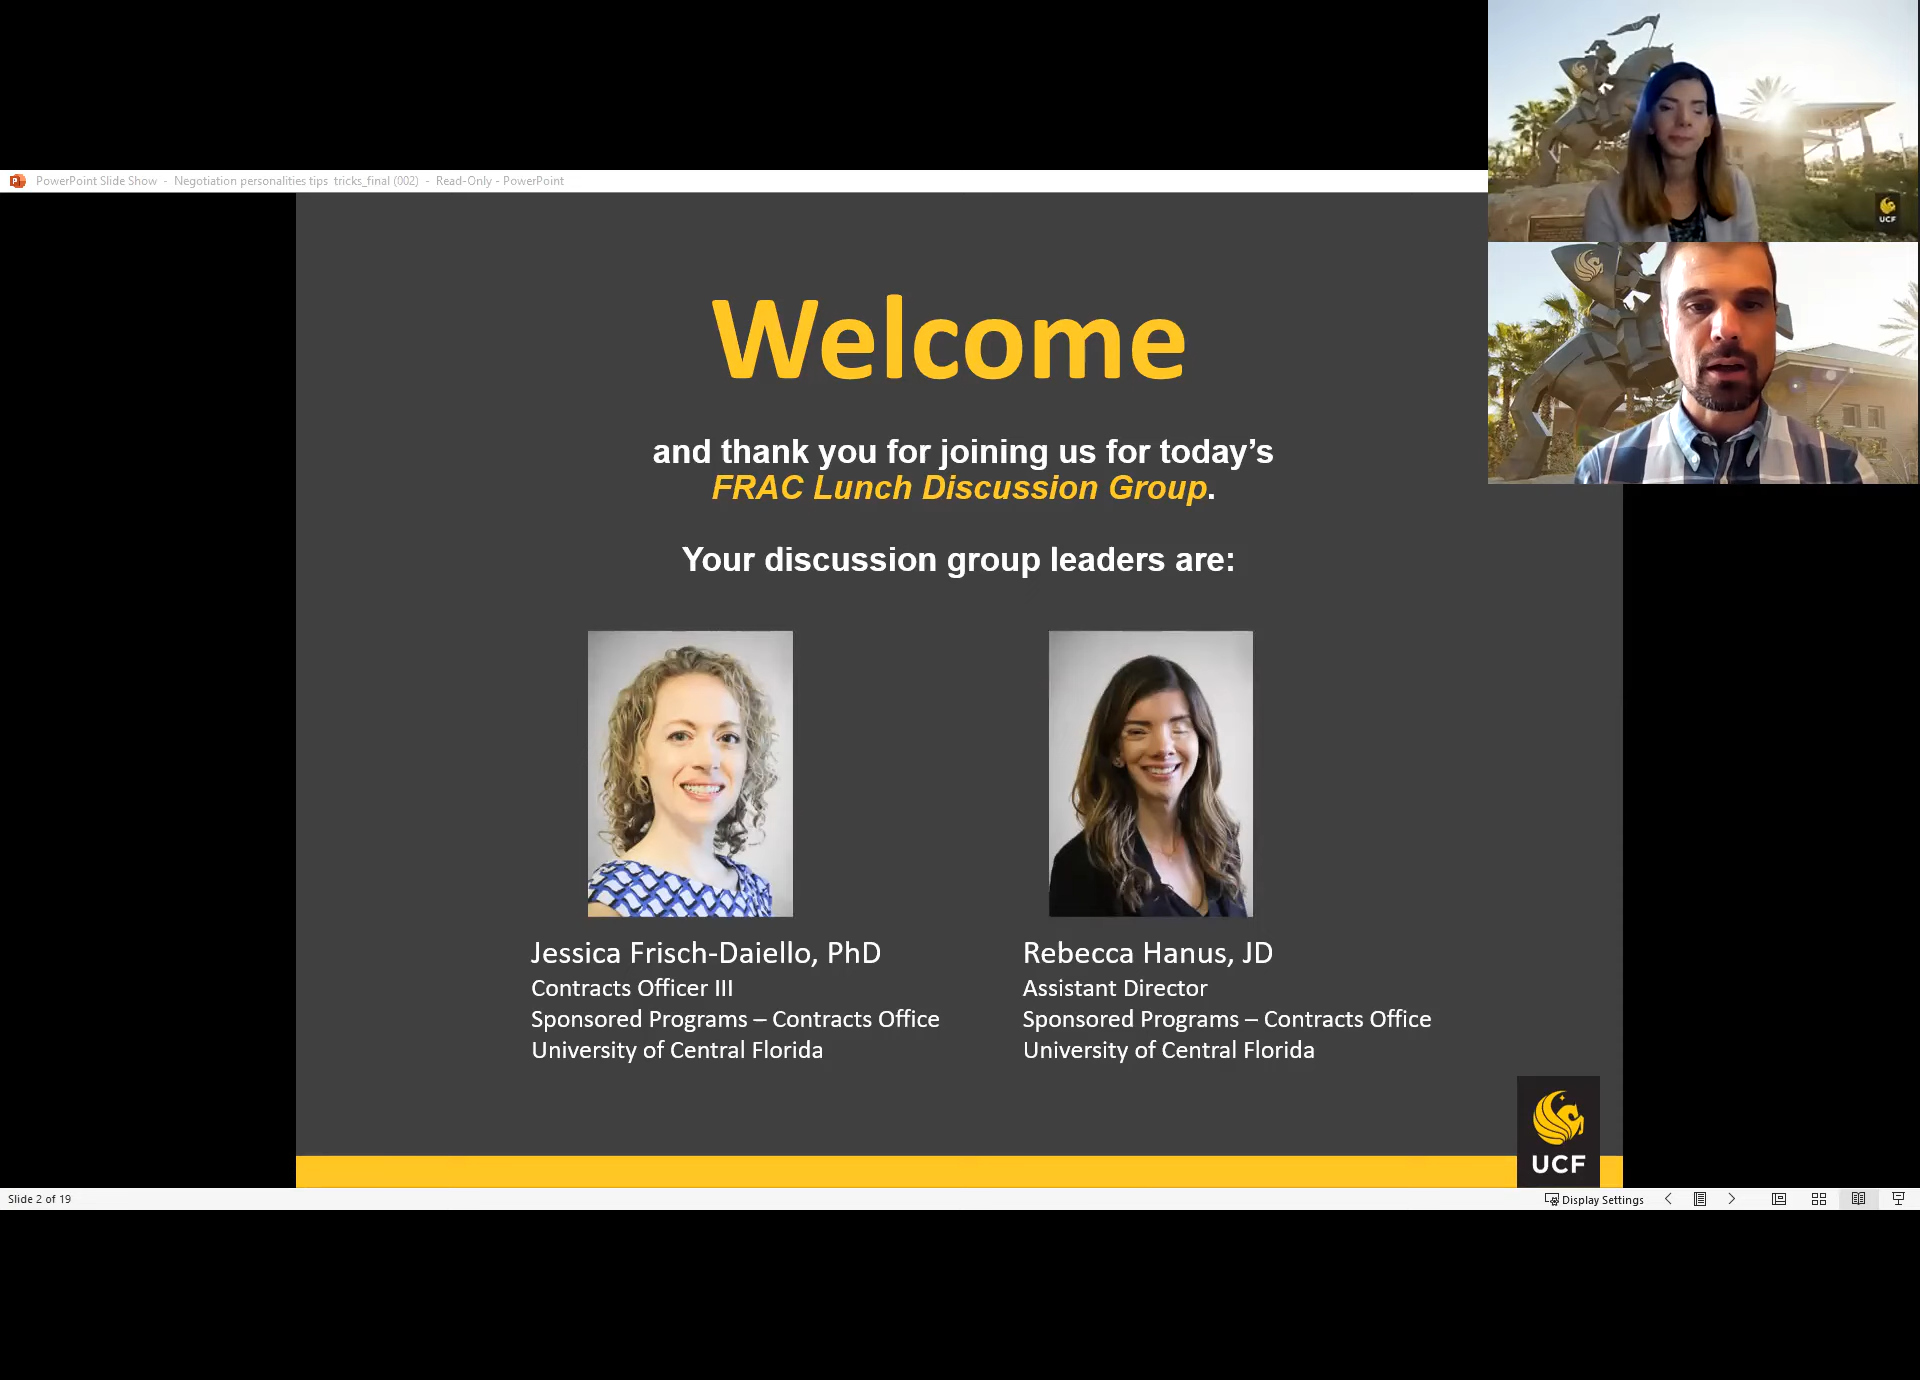 PowerPoint Slide Show - Negotiation personalities tips tricks_final (002) - Read-Only - PowerPoint
UCF
Welcome
and thank you for joining us for today’s
FRAC Lunch Discussion Group.
Your discussion group leaders are:
Jessica Frisch-Daiello, PhD
Contracts Officer III
Sponsored Programs – Contracts Office
University of Central Florida
Rebecca Hanus, JD
Assistant Director
Sponsored Programs – Contracts Office
University of Central Florida
UCF
Slide 2 of 19
Display Settings